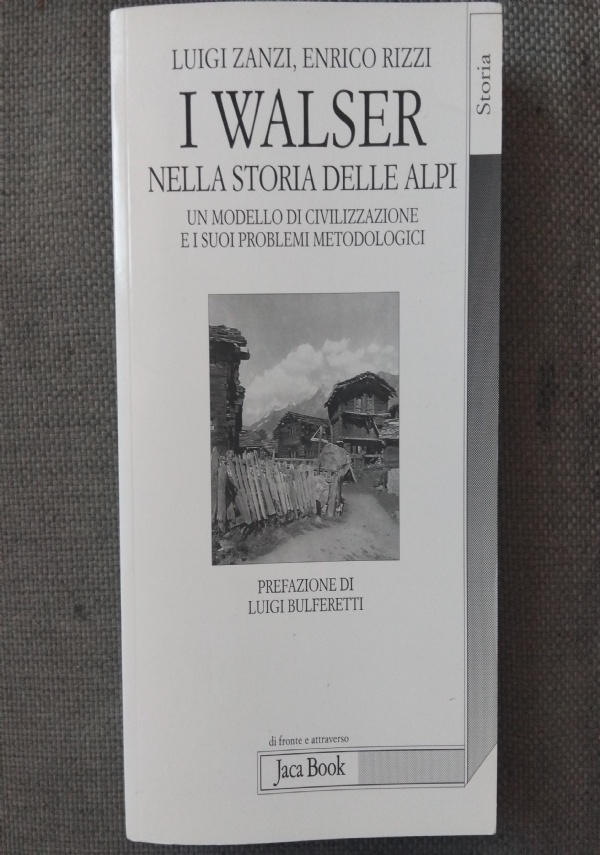 LUIGI ZANZI, ENRICO RIZZI
I WALSER
NELLA STORIA DELLE ALPI
UN MODELLO DI CIVILIZZAZIONE
E I SUOI PROBLEMI METODOLOGICI
Storia
PREFAZIONE DI
LUIGI BULFERETTI
di fronte e attraverso
Jaca Book